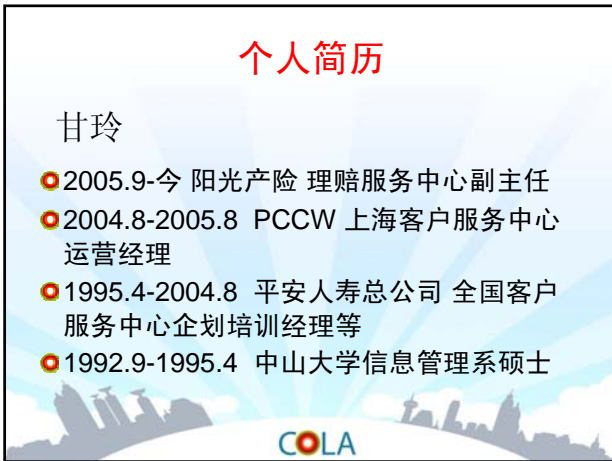 个人简历
甘玲
2005.9-今 阳光产险 理赔服务中心副主任
2004.8-2005.8 PCCW 上海客户服务中心
运营经理
1995.4-2004.8 平安人寿总公司 全国客户
服务中心企划培训经理等
1992.9-1995.4 中山大学信息管理系硕士
COLA